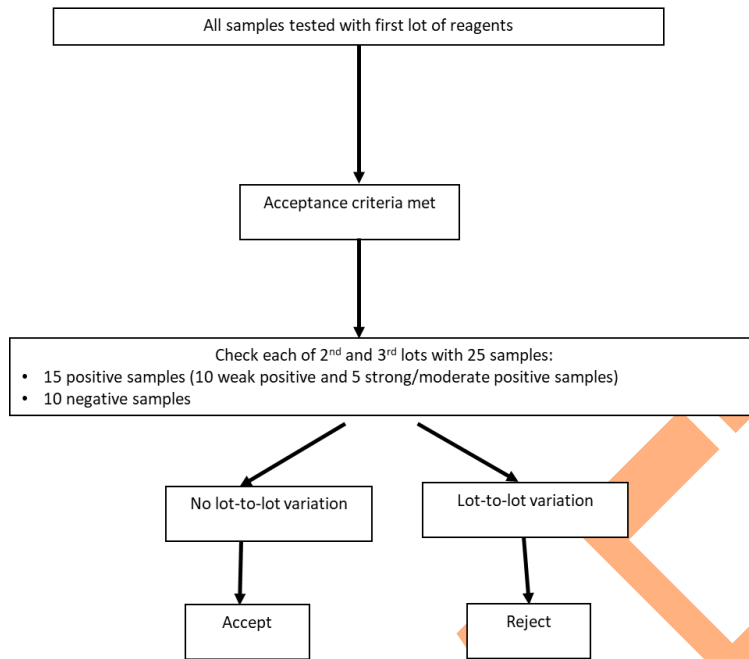 All samples tested with first lot of reagents
Acceptance criteria met
Check each of 2nd and 3rd lots with 25 samples:
• 15 positive samples (10 weak positive and 5 strong/moderate positive samples)
• 10 negative samples
No lot-to-lot variation
Lot-to-lot variation
Accept
Reject